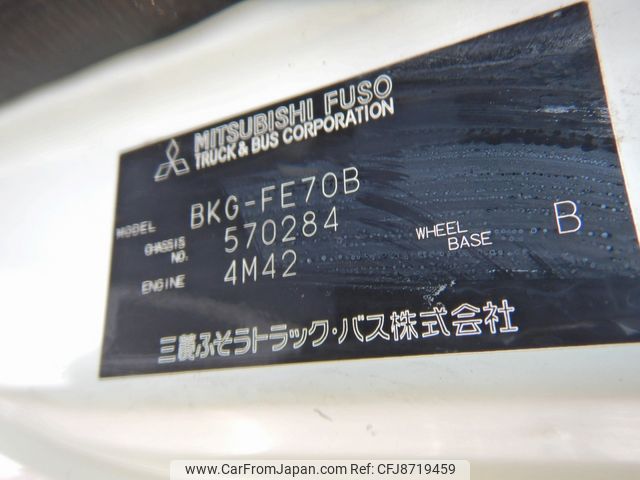 MITSUBISHI FUSO
TRUCK & BUS CORPORATION
MODEL BKG-FE70B
CHASSIS NO. 570284
ENGINE 4M42
WHEEL BASE B
三菱ふそうトラック・バス株式会社
www.CarFromJapan.com | CFJ8719459